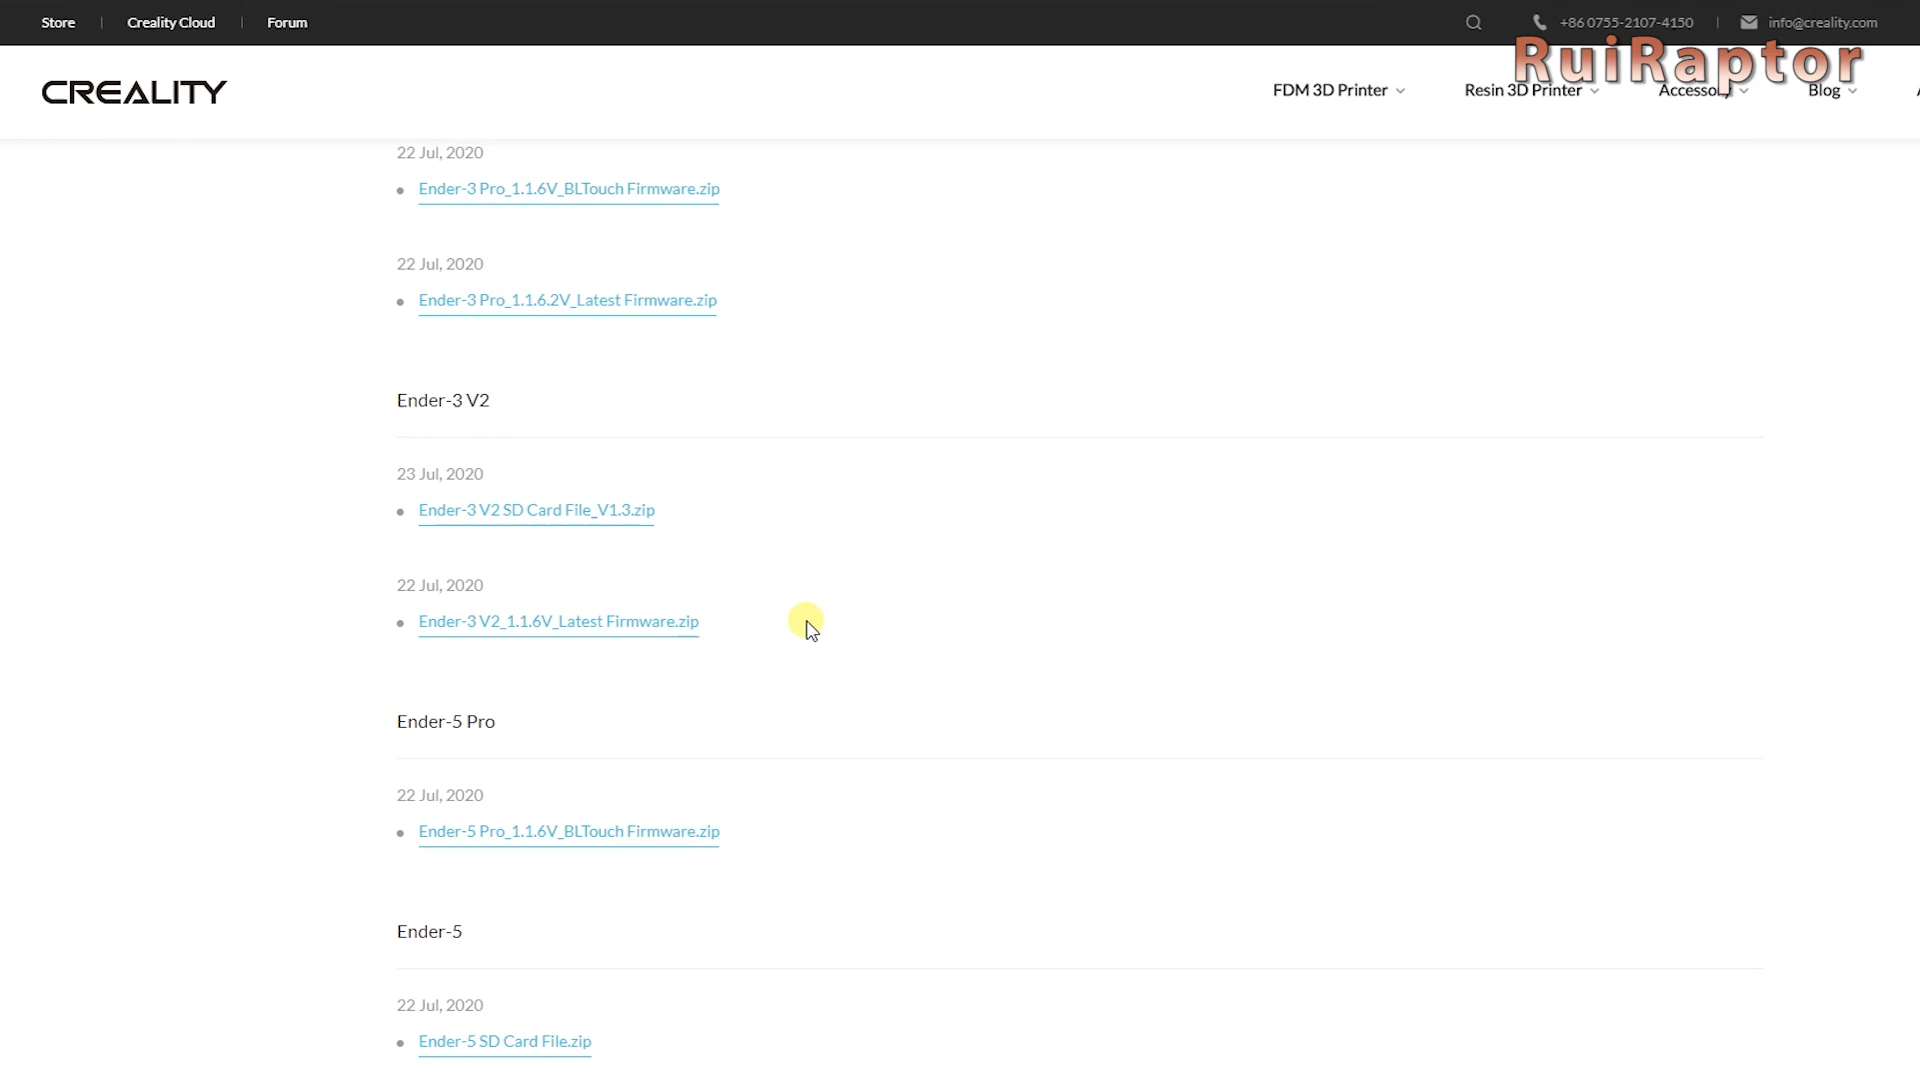 Store | Creality Cloud | Forum
+86 0755-2107-4150 | info@creality.com
RuiRaptor
CREALITY
FDM 3D Printer
Resin 3D Printer
Accessory
Blog
22 Jul, 2020
Ender-3 Pro_1.1.6V_BLTouch Firmware.zip
22 Jul, 2020
Ender-3 Pro_1.1.6.2V_Latest Firmware.zip
Ender-3 V2
23 Jul, 2020
Ender-3 V2 SD Card File_V1.3.zip
22 Jul, 2020
Ender-3 V2_1.1.6V_Latest Firmware.zip
Ender-5 Pro
22 Jul, 2020
Ender-5 Pro_1.1.6V_BLTouch Firmware.zip
Ender-5
22 Jul, 2020
Ender-5 SD Card File.zip